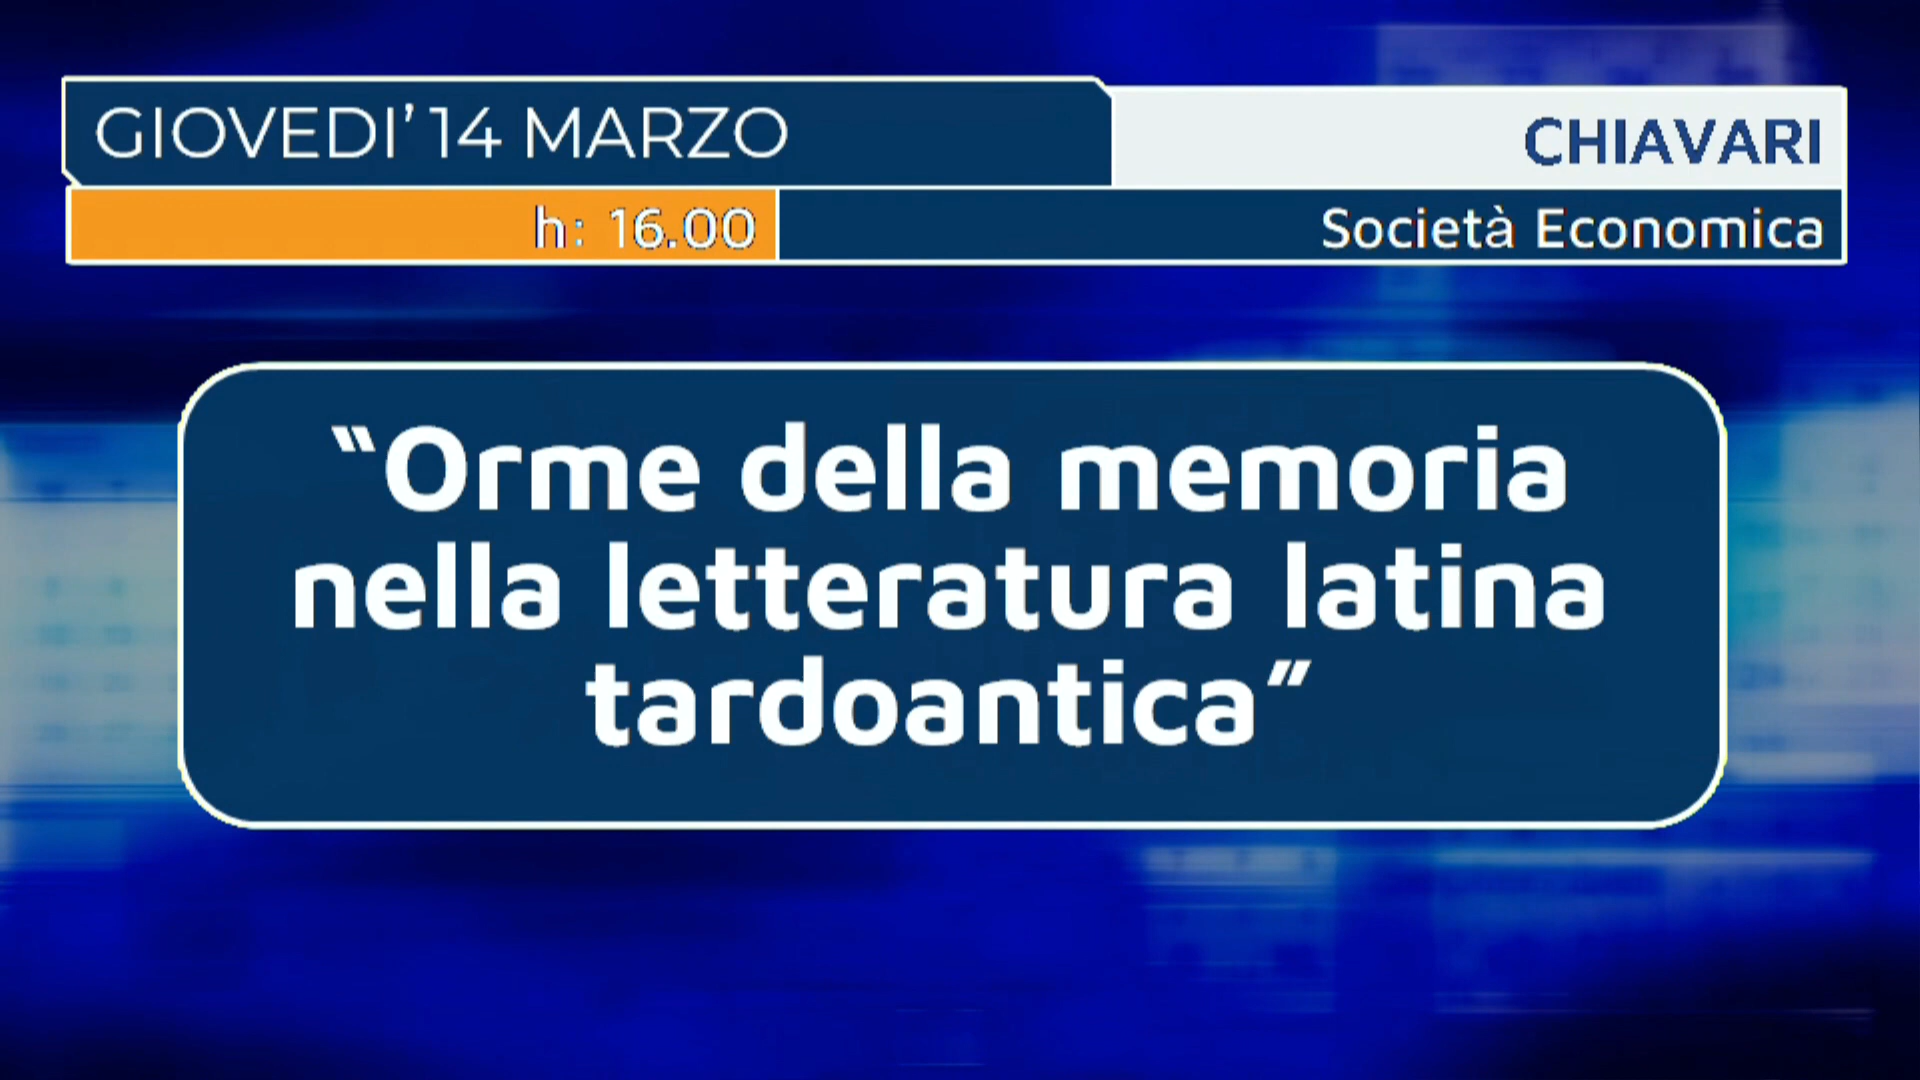 GIOVEDI’ 14 MARZO
CHIAVARI
h: 16.00
Società Economica
“Orme della memoria
nella letteratura latina
tardoantica”